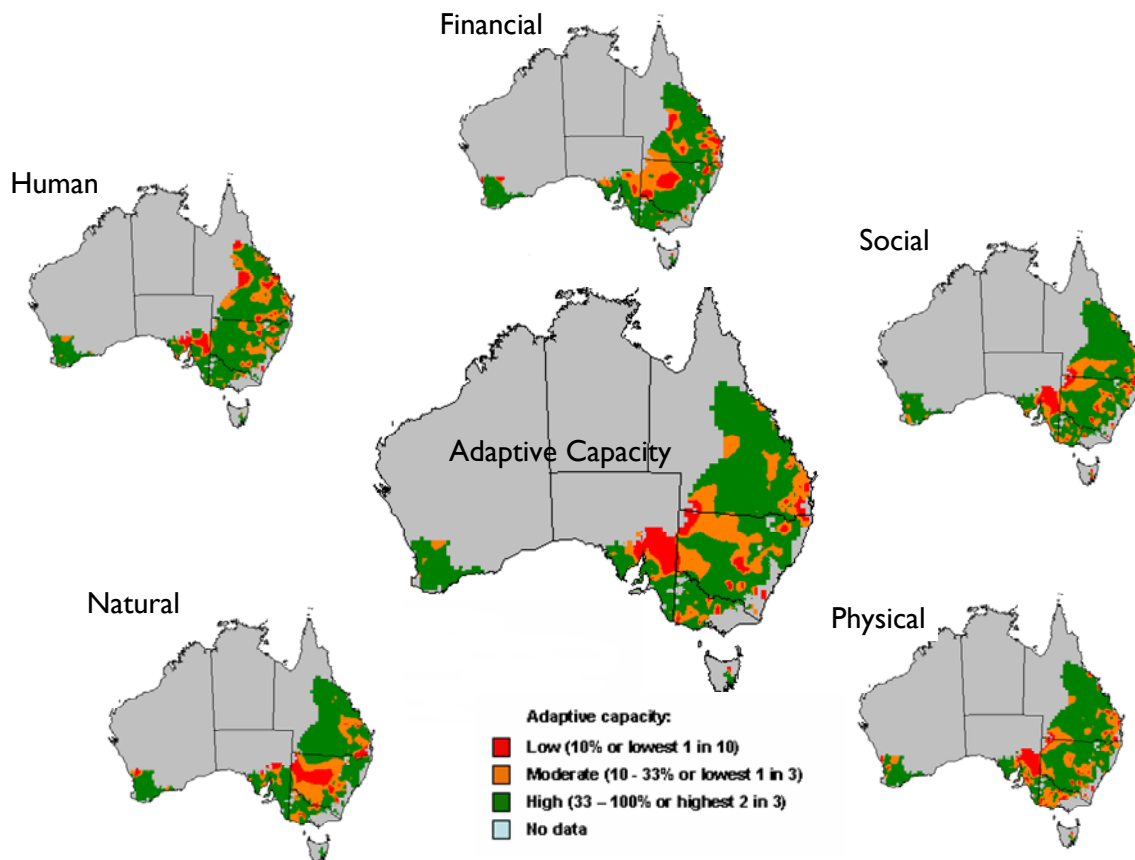 Financial
Human
Social
Adaptive Capacity
Natural
Physical
Adaptive capacity:
Low (10% or lowest 1 in 10)
Moderate (10 - 33% or lowest 1 in 3)
High (33 – 100% or highest 2 in 3)
No data